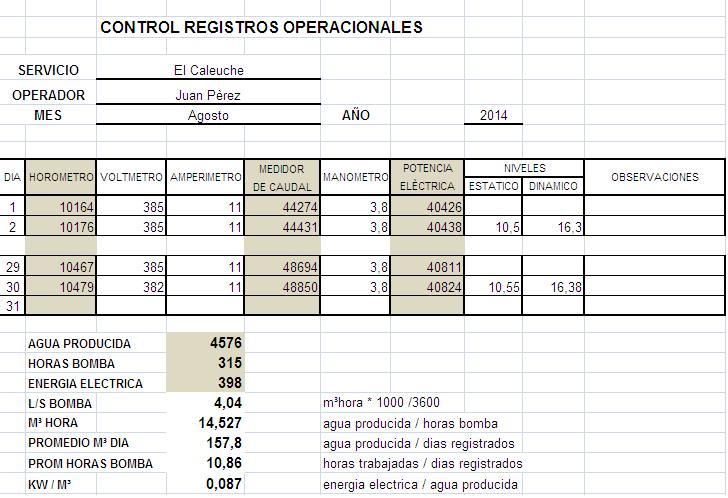 CONTROL REGISTROS OPERACIONALES
SERVICIO El Caleuche
OPERADOR Juan Pèrez
MES Agosto AÑO 2014
DIA HOROMETRO VOLTMETRO AMPERIMETRO MEDIDOR DE CAUDAL MANOMETRO POTENCIA ELÈCTRICA NIVELES ESTATICO DINAMICO OBSERVACIONES
1 10164 385 11 44274 3,8 40426
2 10176 385 11 44431 3,8 40438 10,5 16,3
29 10467 385 11 48694 3,8 40811
30 10479 382 11 48850 3,8 40824 10,55 16,38
31
AGUA PRODUCIDA 4576
HORAS BOMBA 315
ENERGIA ELECTRICA 398
L/S BOMBA 4,04 m³hora * 1000 /3600
M³ HORA 14,527 agua producida / horas bomba
PROMEDIO M³ DIA 157,8 agua producida / dias registrados
PROM HORAS BOMBA 10,86 horas trabajadas / dias registrados
KW / M³ 0,087 energia electrica / agua producida